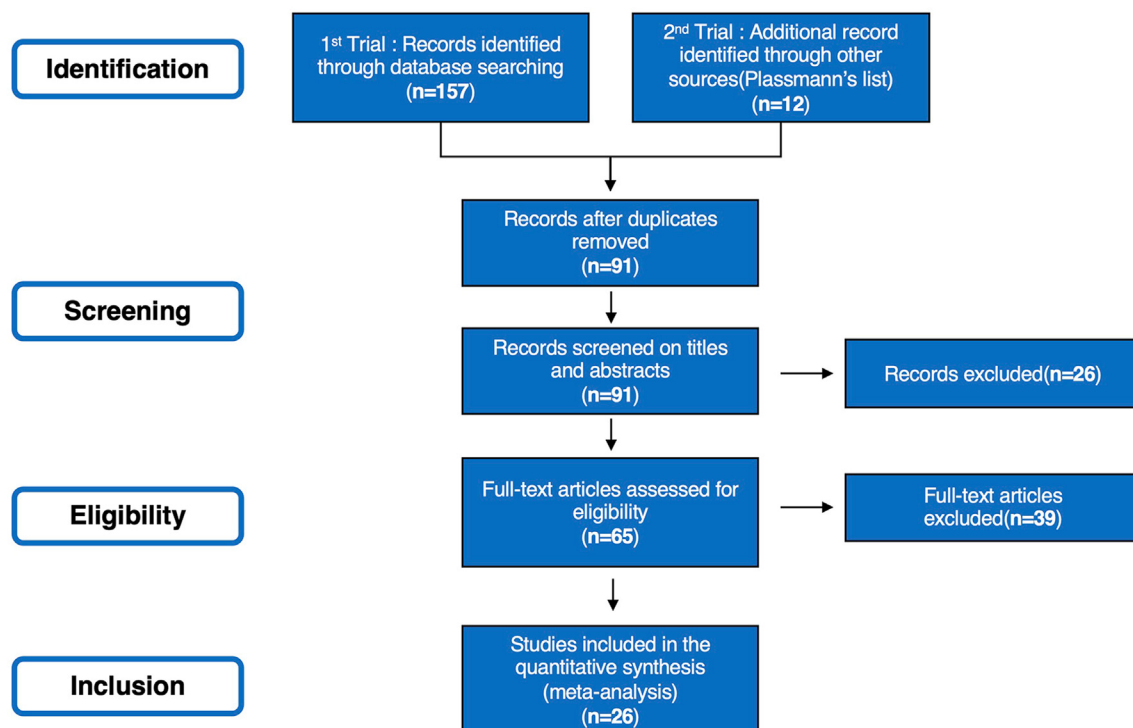 Identification
1st Trial : Records identified
through database searching
(n=157)
2nd Trial : Additional record
identified through other
sources(Plassmann's list)
(n=12)
Records after duplicates
removed
(n=91)
Screening
Records screened on titles
and abstracts
(n=91)
Records excluded(n=26)
Eligibility
Full-text articles assessed for
eligibility
(n=65)
Full-text articles
excluded(n=39)
Inclusion
Studies included in the
quantitative synthesis
(meta-analysis)
(n=26)